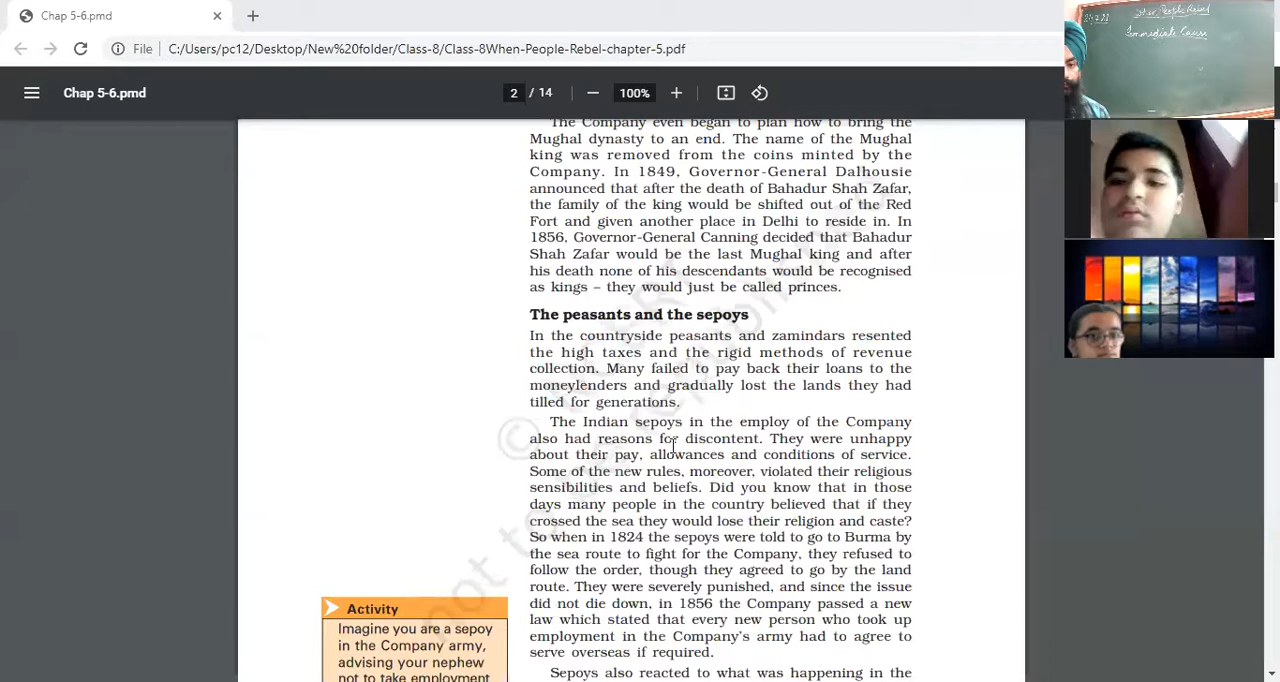 Chap 5-6.pmd
File
C:/Users/pc12/Desktop/New%20folder/Class-8/Class-8When-People-Rebel-chapter-5.pdf
Chap 5-6.pmd
2 / 14
100%
When People Rebel
Immediate Cause
The Company even began to plan how to bring the
Mughal dynasty to an end. The name of the Mughal
king was removed from the coins minted by the
Company. In 1849, Governor-General Dalhousie
announced that after the death of Bahadur Shah Zafar,
the family of the king would be shifted out of the Red
Fort and given another place in Delhi to reside in. In
1856, Governor-General Canning decided that Bahadur
Shah Zafar would be the last Mughal king and after
his death none of his descendants would be recognised
as kings – they would just be called princes.
The peasants and the sepoys
In the countryside peasants and zamindars resented
the high taxes and the rigid methods of revenue
collection. Many failed to pay back their loans to the
moneylenders and gradually lost the lands they had
tilled for generations.
The Indian sepoys in the employ of the Company
also had reasons for discontent. They were unhappy
about their pay, allowances and conditions of service.
Some of the new rules, moreover, violated their religious
sensibilities and beliefs. Did you know that in those
days many people in the country believed that if they
crossed the sea they would lose their religion and caste?
So when in 1824 the sepoys were told to go to Burma by
the sea route to fight for the Company, they refused to
follow the order, though they agreed to go by the land
route. They were severely punished, and since the issue
did not die down, in 1856 the Company passed a new
law which stated that every new person who took up
employment in the Company's army had to agree to
serve overseas if required.
Sepoys also reacted to what was happening in the
Activity
Imagine you are a sepoy
in the Company army,
advising your nephew
not to take employment